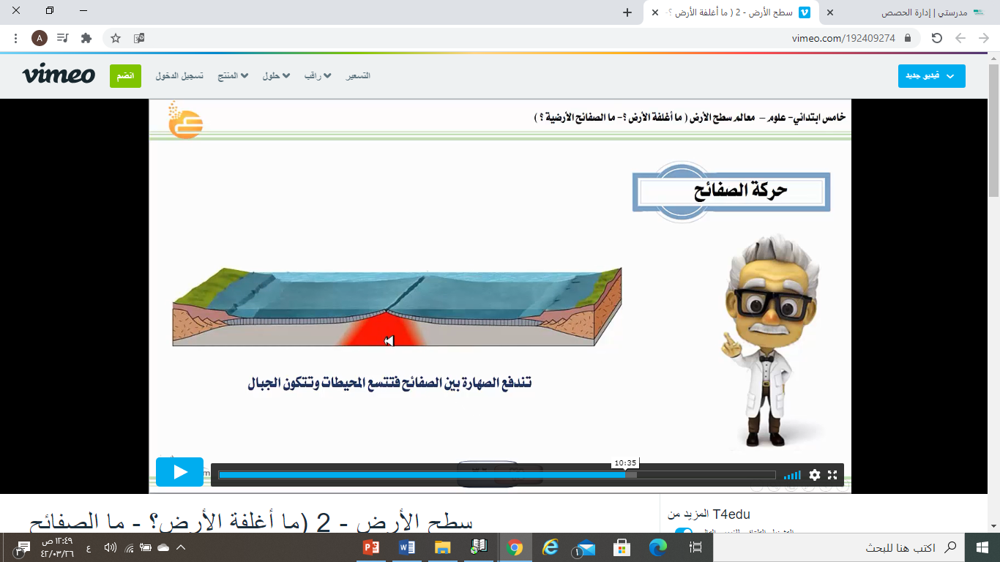 مدرستي | إدارة الحصص
سطح الأرض - 2 ( ما أغلفة الأرض ؟-
vimeo.com/192409274
A
vimeo
انضم
تسجيل الدخول
المنتج
حلول
راقب
التسعير
فيديو جديد
خامس ابتدائي- علوم – معالم سطح الأرض ( ما أغلفة الأرض ؟- ما الصفائح الأرضية ؟ )
حركة الصفائح
تندفع الصهارة بين الصفائح فتتسع المحيطات وتتكون الجبال
10:35
سطح الأرض - 2 (ما أغلفة الأرض؟ - ما الصفائح
المزيد من T4edu
اكتب هنا للبحث
ع
١٢:٤٩ ص
٤٢/٠٣/٢٦